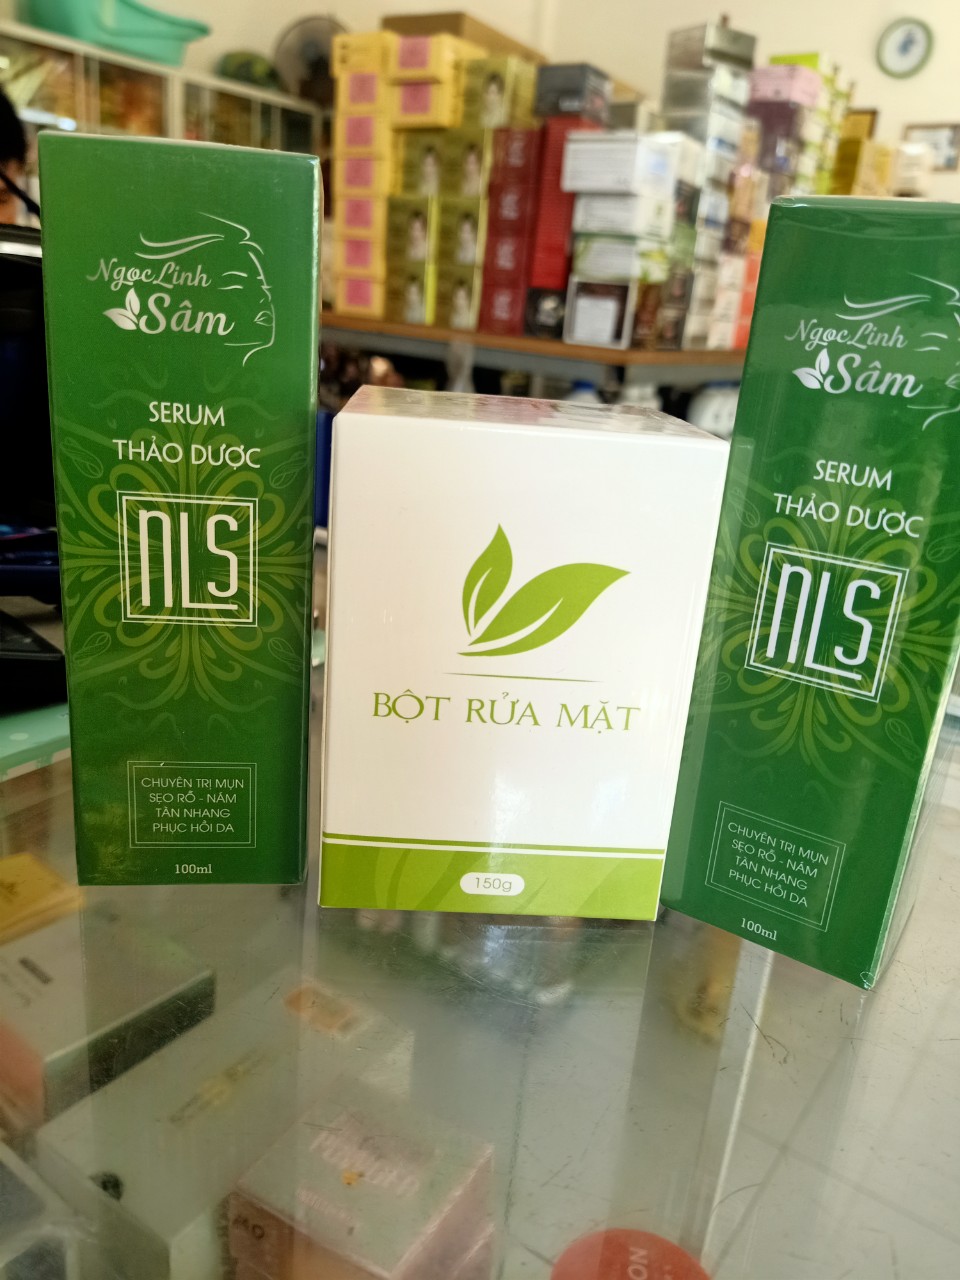 Ngọc Linh
Sâm
SERUM
THẢO DƯỢC
NLS
CHUYÊN TRỊ MỤN
SẸO RỖ - NÁM
TÀN NHANG
PHỤC HỒI DA
100ml
BỘT RỬA MẶT
150g
Ngọc Linh
Sâm
SERUM
THẢO DƯỢC
NLS
CHUYÊN TRỊ MỤN
SẸO RỖ - NÁM
TÀN NHANG
PHỤC HỒI DA
100ml